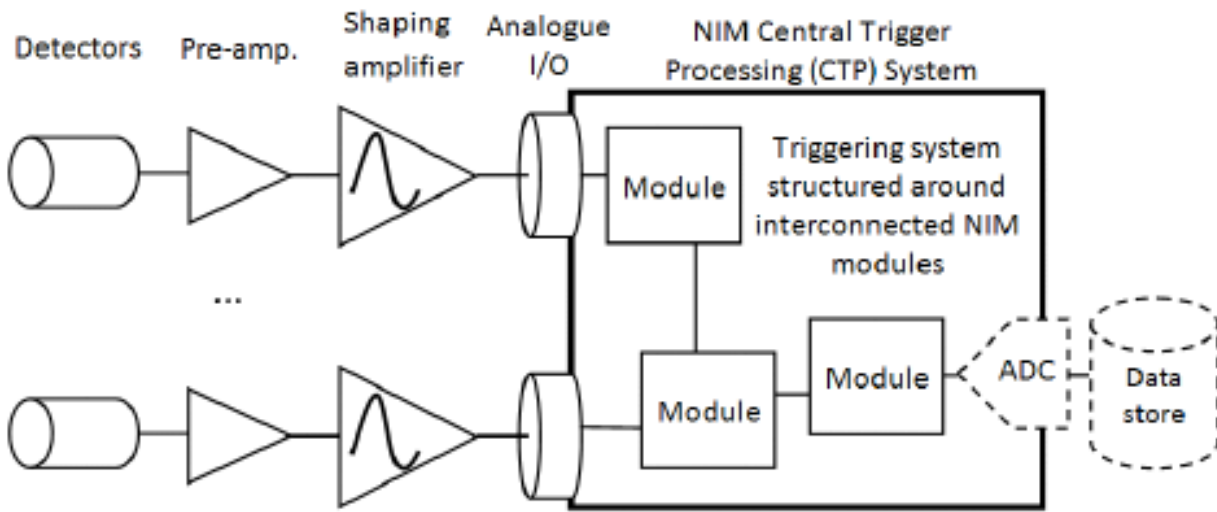 Detectors
Pre-amp.
Shaping
amplifier
Analogue
I/O
NIM Central Trigger
Processing (CTP) System
Module
Triggering system
structured around
interconnected NIM
modules
...
Module
Module
ADC
Data
store